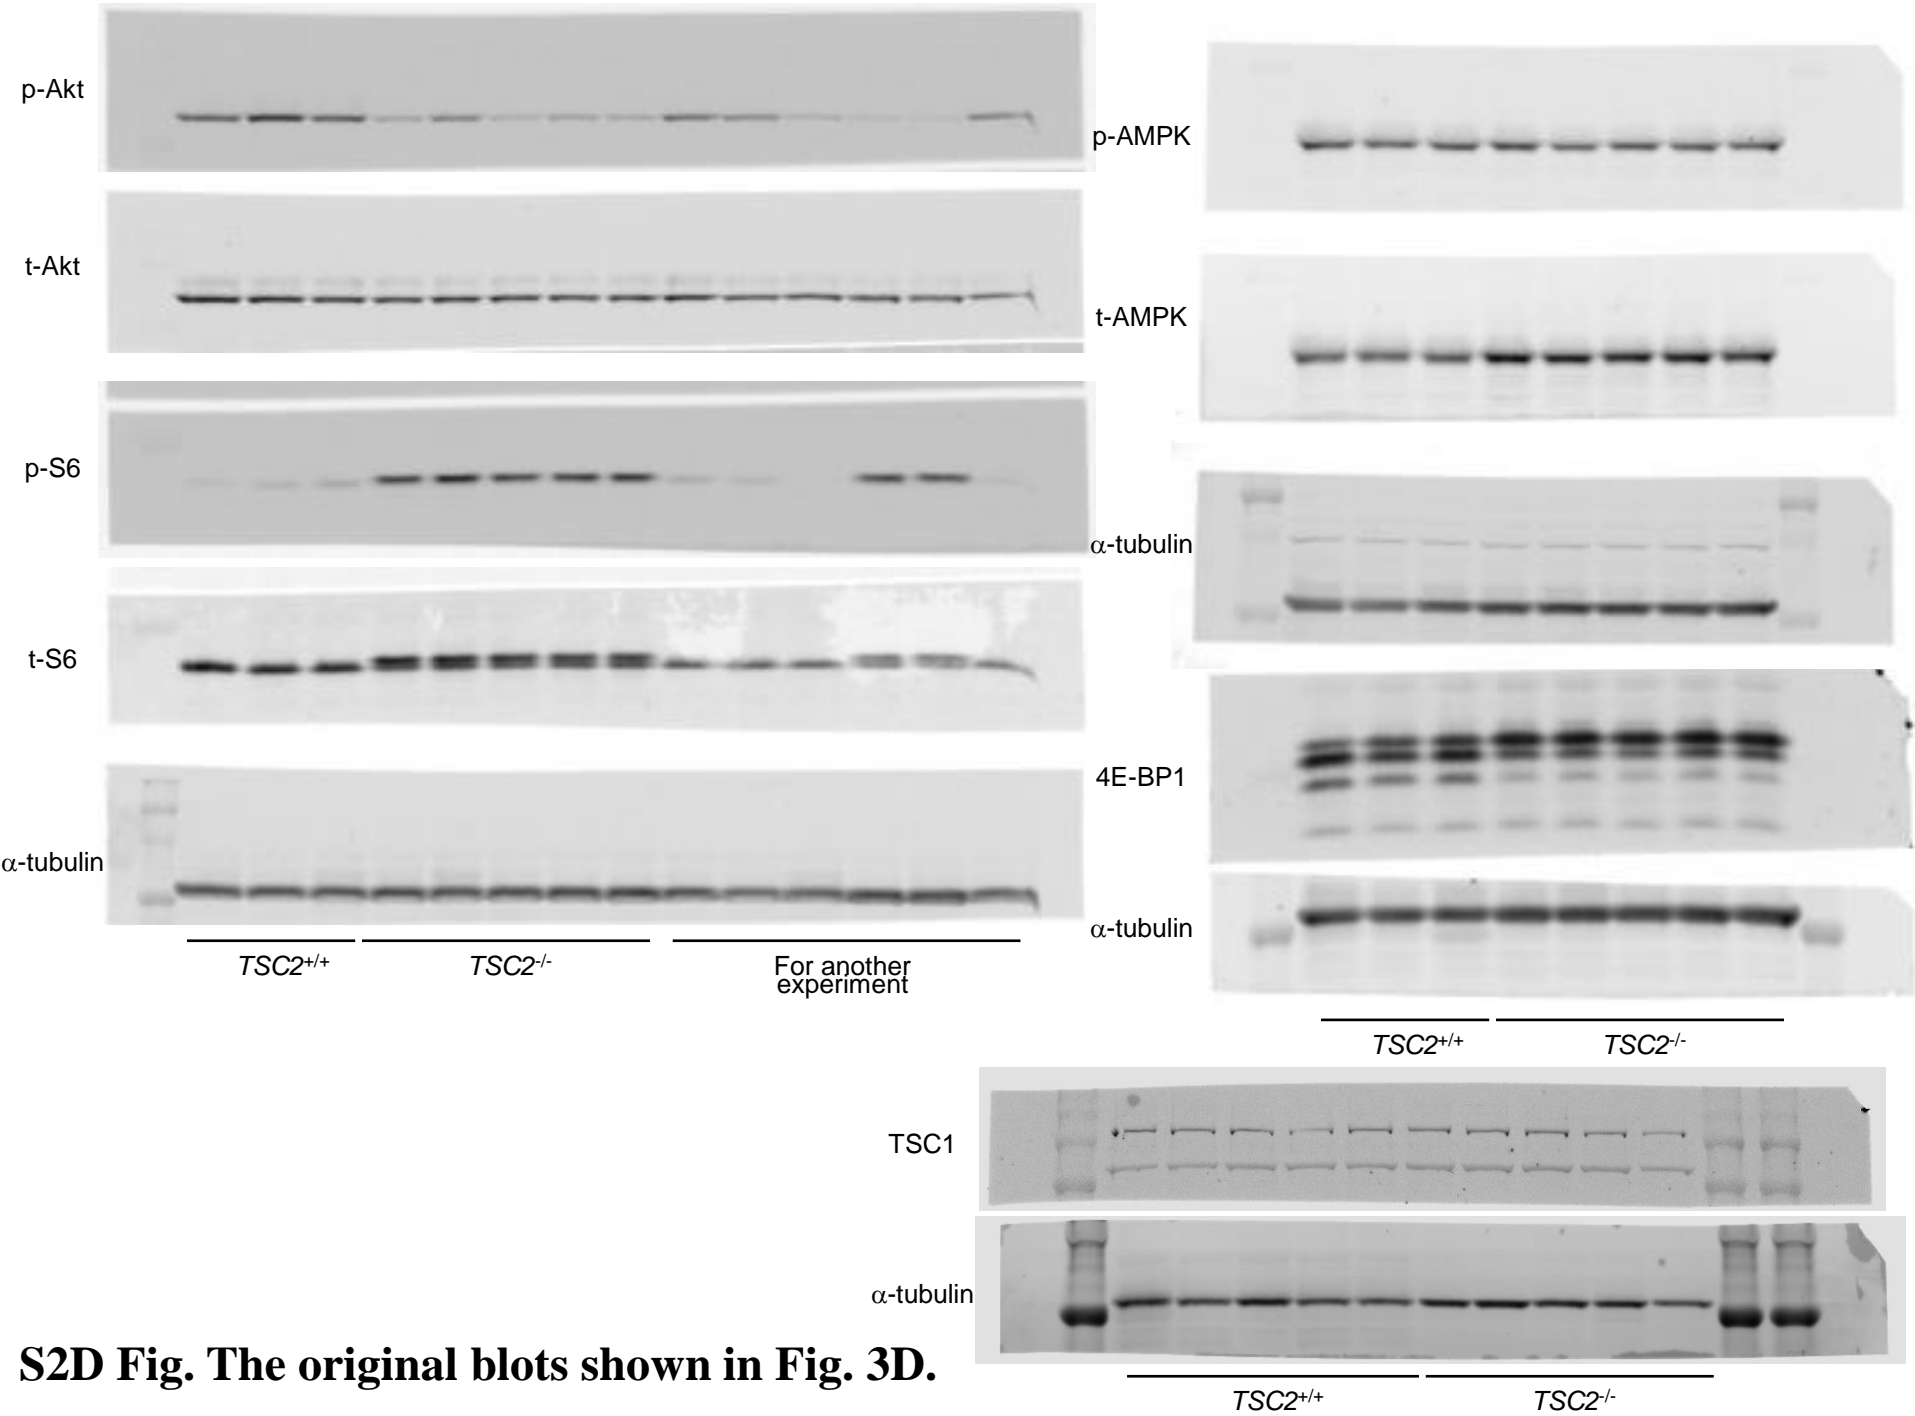 p-Akt
t-Akt
p-S6
t-S6
α-tubulin
TSC2+/+
TSC2-/-
For another
experiment
p-AMPK
t-AMPK
α-tubulin
4E-BP1
α-tubulin
TSC2+/+
TSC2-/-
TSC1
α-tubulin
TSC2+/+
TSC2-/-
S2D Fig. The original blots shown in Fig. 3D.